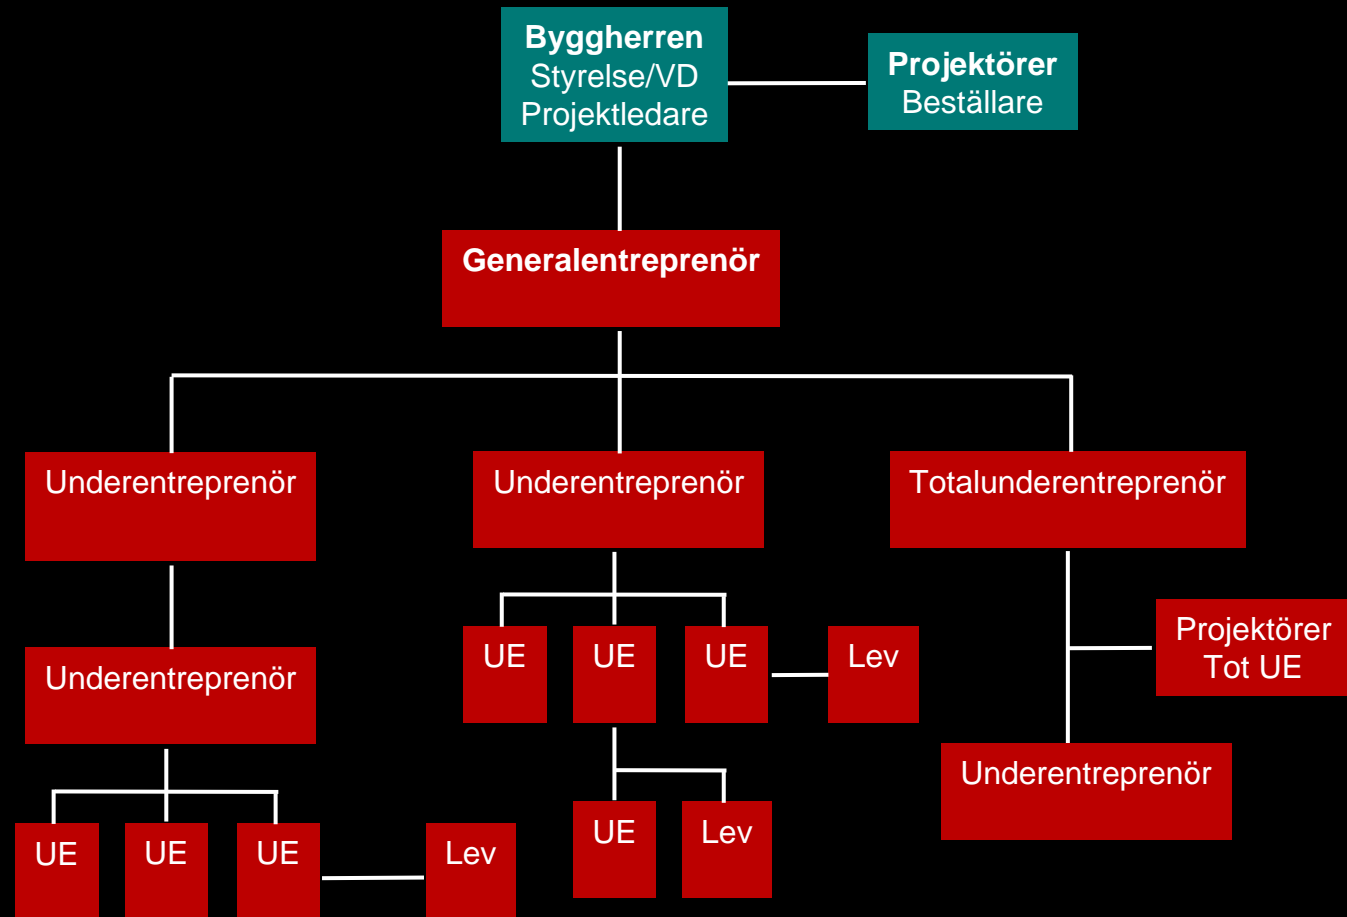 Byggherren
Styrelse/VD
Projektledare
Projektörer
Beställare
Generalentreprenör
Underentreprenör
Underentreprenör
Totalunderentreprenör
Underentreprenör
UE
UE
UE
Lev
Projektörer
Tot UE
Underentreprenör
UE
UE
UE
Lev
UE
Lev